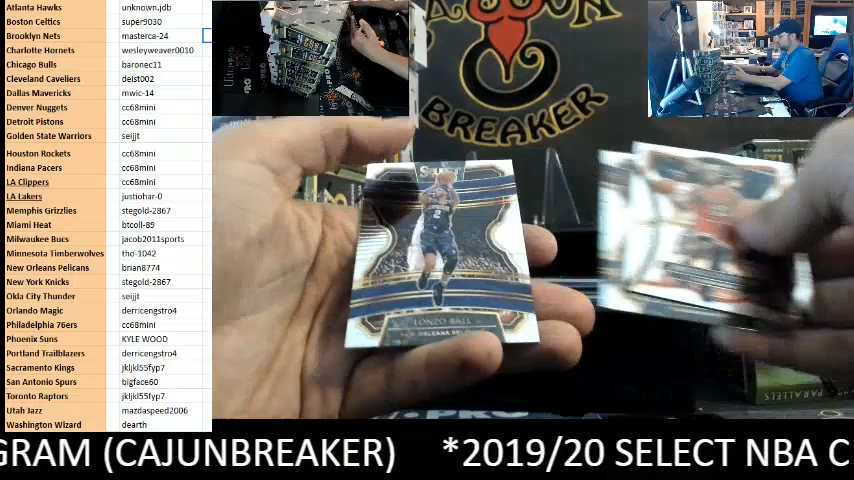 Atlanta Hawks unknown.jdb
Boston Celtics super9030
Brooklyn Nets masterca-24
Charlotte Hornets wesleyweaver0010
Chicago Bulls baronec11
Cleveland Cavaliers deist002
Dallas Mavericks mwic-14
Denver Nuggets cc68mini
Detroit Pistons cc68mini
Golden State Warriors seijjt
Houston Rockets cc68mini
Indiana Pacers cc68mini
LA Clippers cc68mini
LA Lakers justiohar-0
Memphis Grizzlies stegold-2867
Miami Heat btcoll-89
Milwaukee Bucs jacob2011sports
Minnesota Timberwolves tho-1042
New Orleans Pelicans brian8774
New York Knicks stegold-2867
Okla City Thunder seijjt
Orlando Magic derricengstro4
Philadelphia 76ers cc68mini
Phoenix Suns KYLE WOOD
Portland Trailblazers derricengstro4
Sacramento Kings jkljkl55fyp7
San Antonio Spurs bigface60
Toronto Raptors jkljkl55fyp7
Utah Jazz mazdaspeed2006
Washington Wizard dearth
BREAKER
SELECT
2
LONZO BALL
PARALLELS
GRAM (CAJUNBREAKER) *2019/20 SELECT NBA C